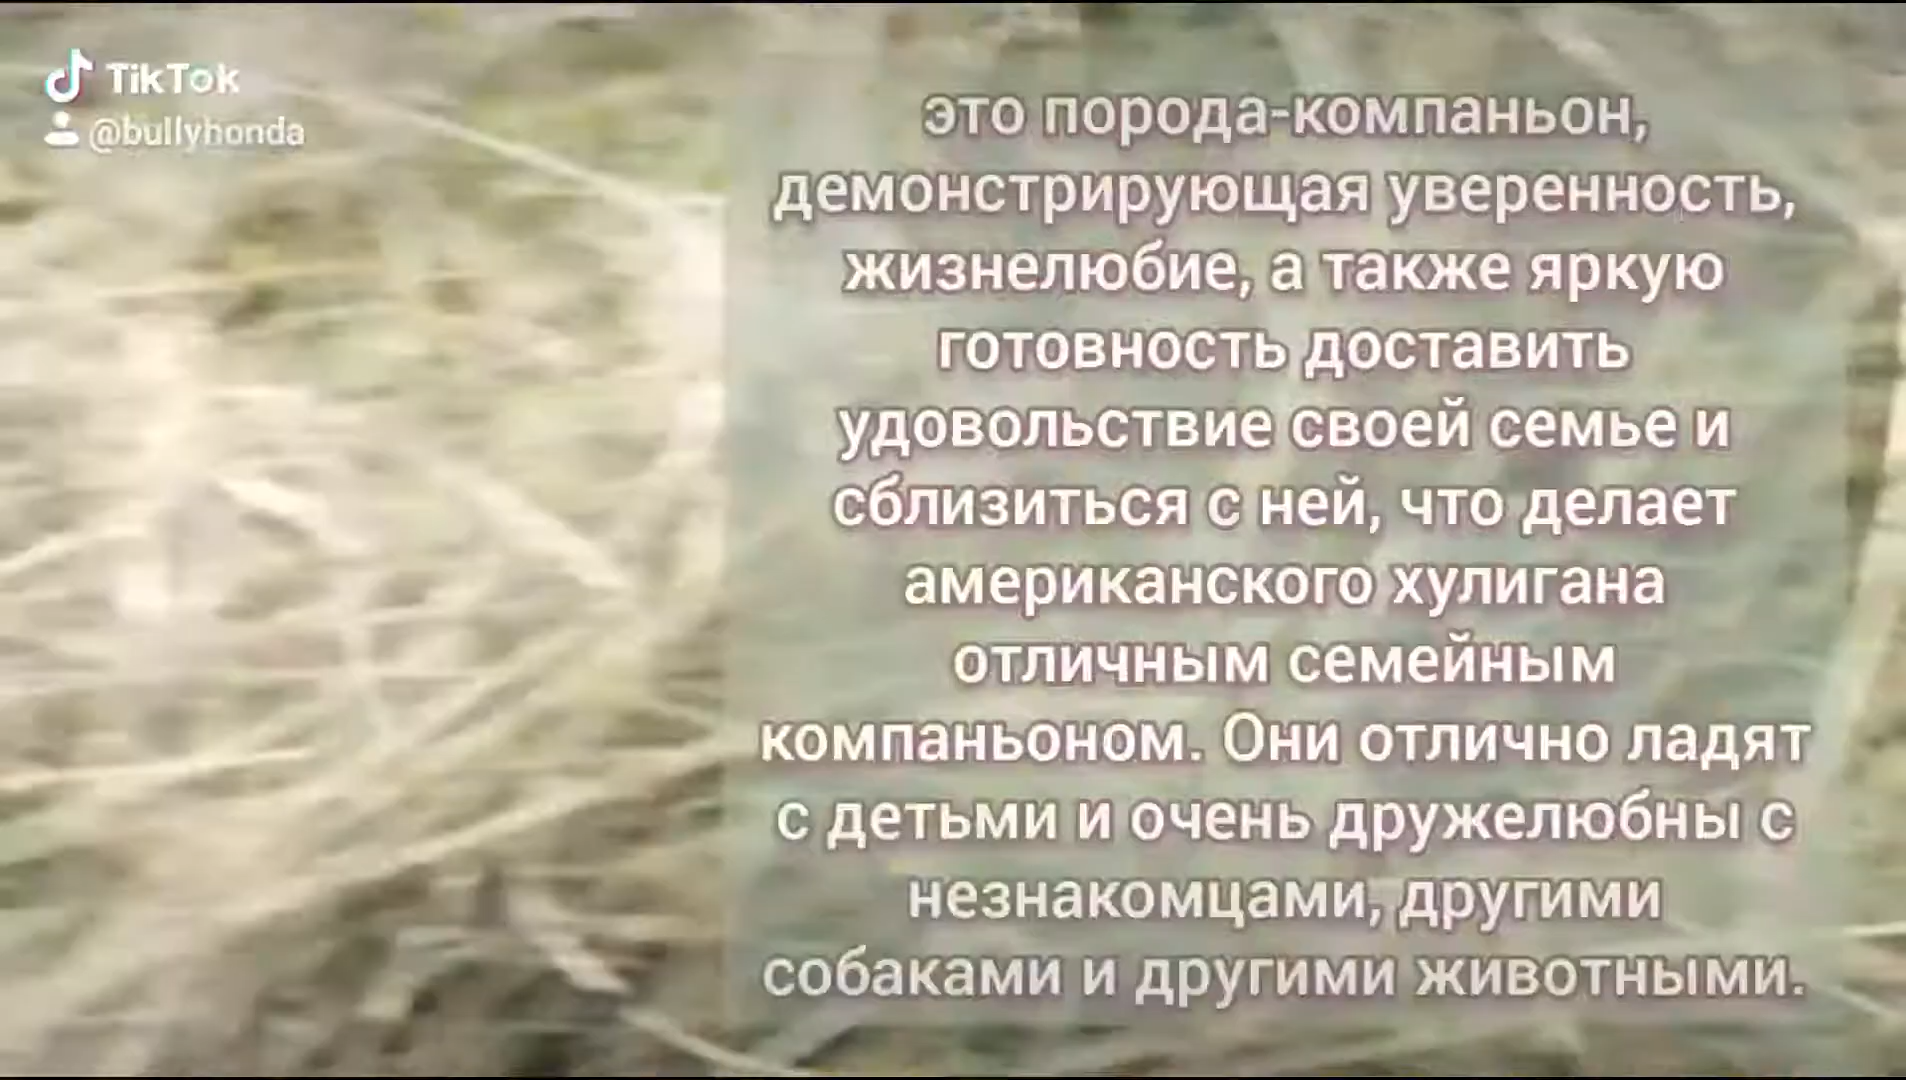 TikTok
@bullyhonda
это порода-компаньон,
демонстрирующая уверенность,
жизнелюбие, а также яркую
готовность доставить
удовольствие своей семье и
сблизиться с ней, что делает
американского хулигана
отличным семейным
компаньоном. Они отлично ладят
с детьми и очень дружелюбны с
незнакомцами, другими
собаками и другими животными.